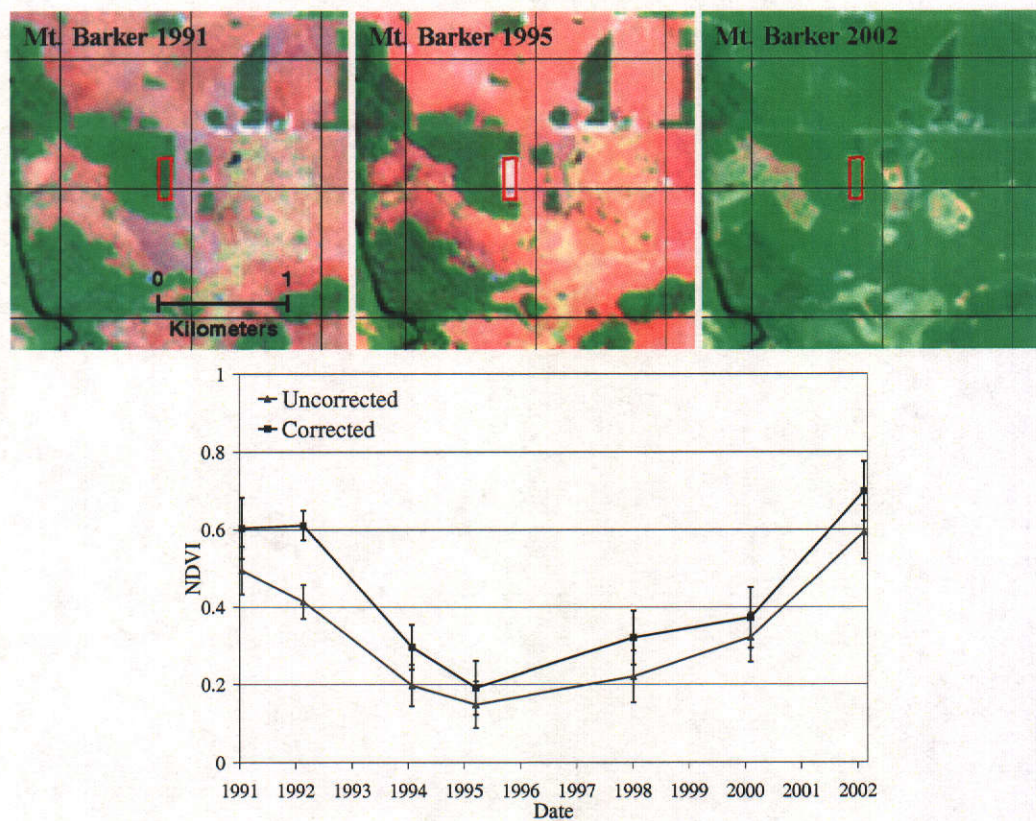 Mt. Barker 1991
Mt. Barker 1995
Mt. Barker 2002
0 1
Kilometers
1
0.8
0.6
0.4
0.2
0
NDVI
Uncorrected
Corrected
1991 1992 1993 1994 1995 1996 1997 1998 1999 2000 2001 2002
Date